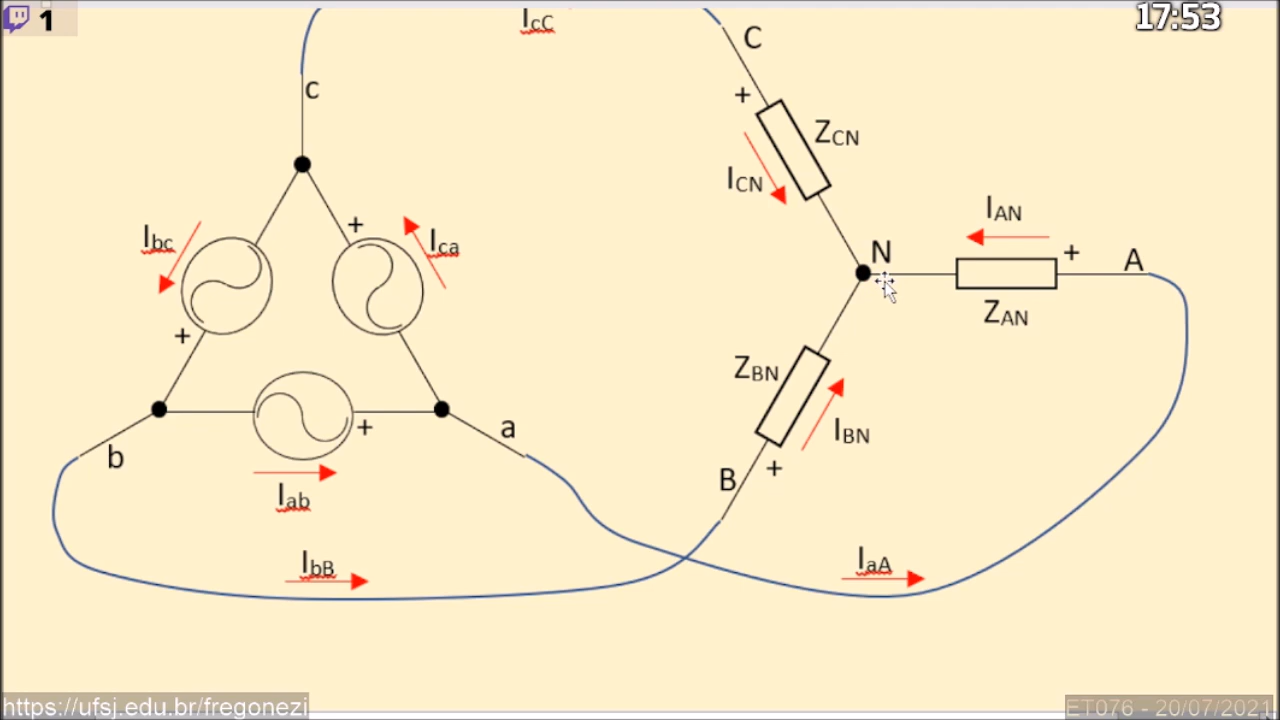 1
17:53
IcC
C
c
+
ZCN
ICN
IAN
+
Ibc
+
Ica
N
A
ZAN
+
ZBN
a
+
IBN
b
B
+
Iab
IbB
IaA
https://ufsj.edu.br/fregonezi
ET076 - 20/07/2021